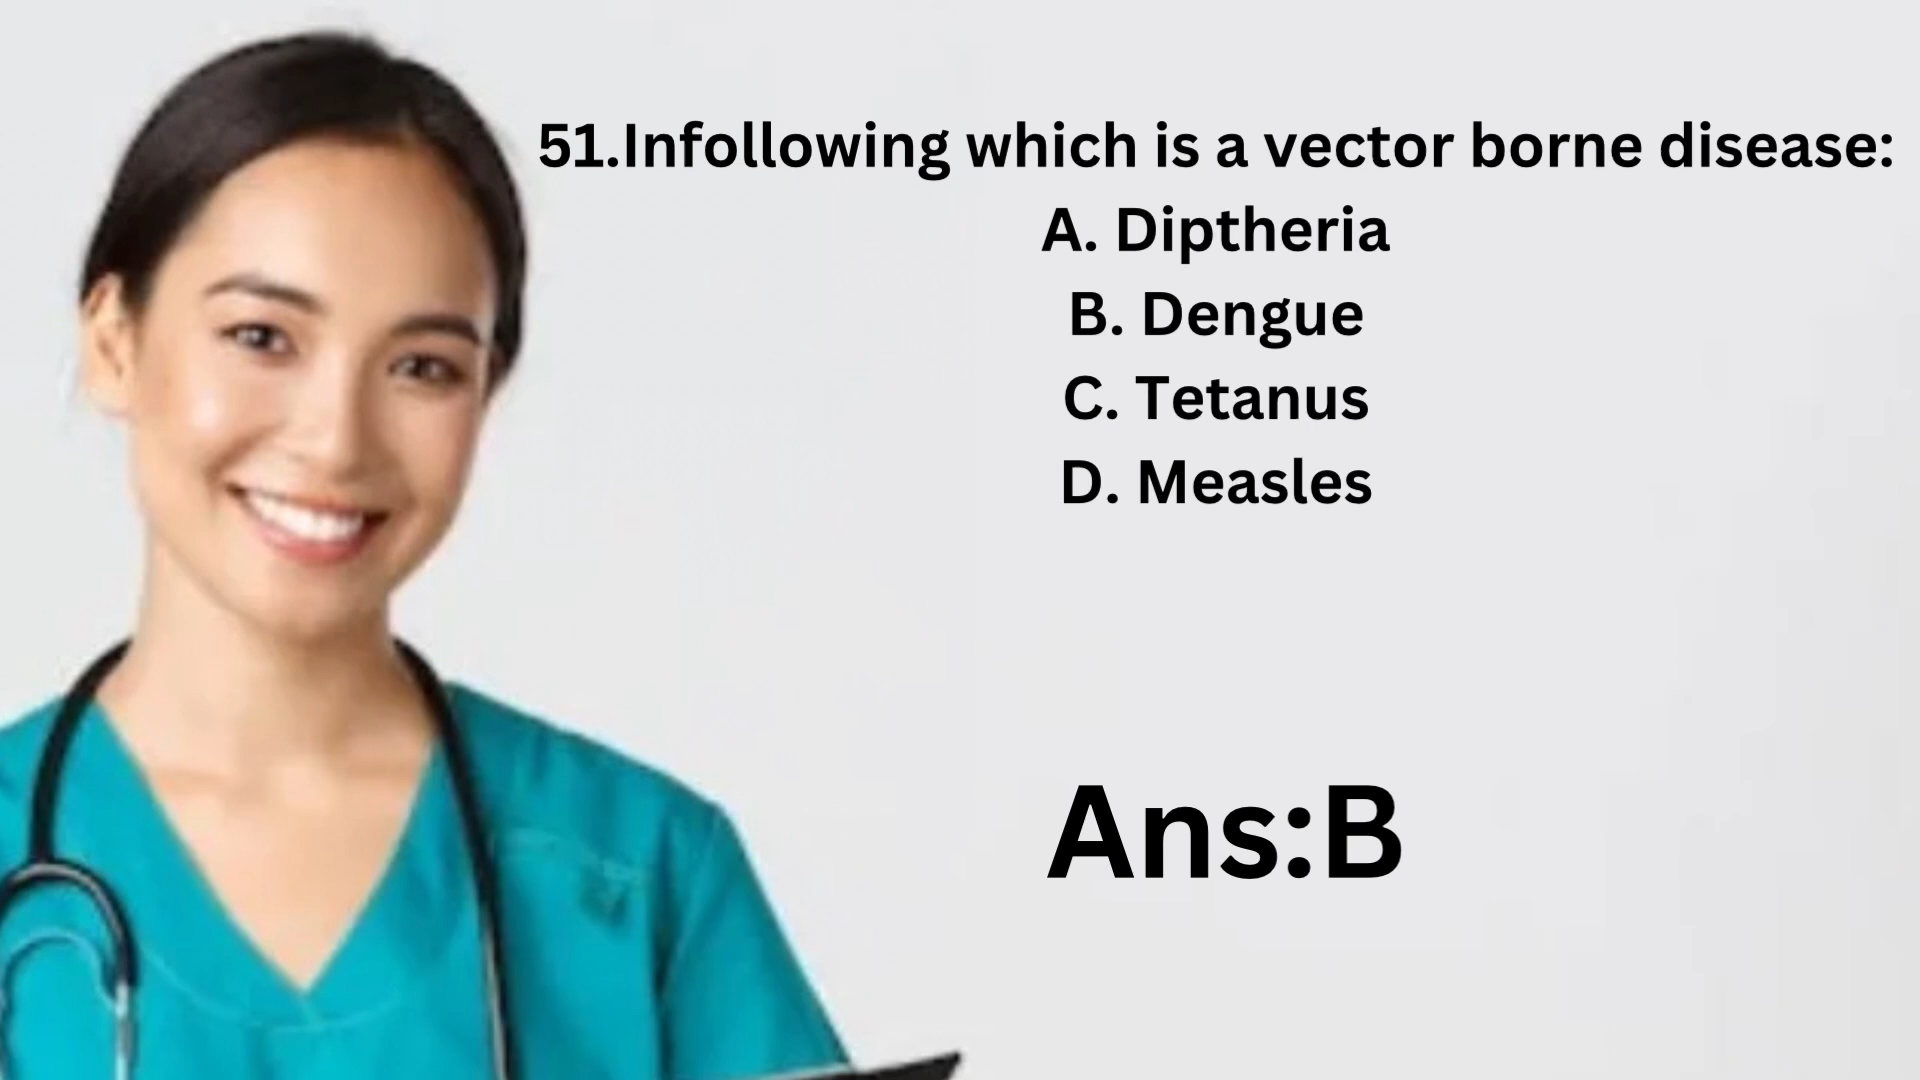 51.Infollowing which is a vector borne disease:
A. Diptheria
B. Dengue
C. Tetanus
D. Measles
Ans:B